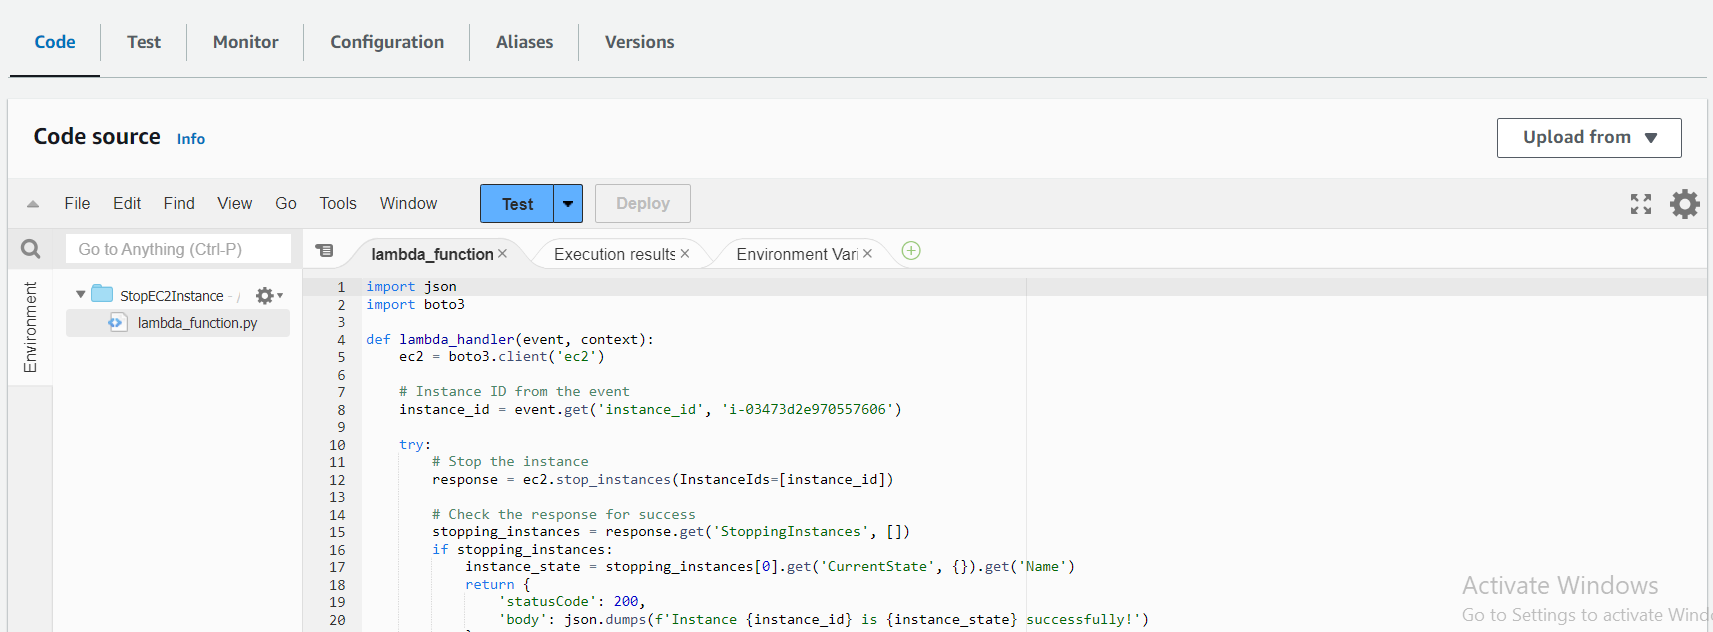 Code Test Monitor Configuration Aliases Versions
Code source Info
Upload from
File Edit Find View Go Tools Window Test Deploy
Go to Anything (Ctrl-P)
lambda_function Execution results Environment Vari
Environment
StopEC2Instance - /
lambda_function.py
1 import json
2 import boto3
3
4 def lambda_handler(event, context):
5 ec2 = boto3.client('ec2')
6
7 # Instance ID from the event
8 instance_id = event.get('instance_id', 'i-03473d2e970557606')
9
10 try:
11 # Stop the instance
12 response = ec2.stop_instances(InstanceIds=[instance_id])
13
14 # Check the response for success
15 stopping_instances = response.get('StoppingInstances', [])
16 if stopping_instances:
17 instance_state = stopping_instances[0].get('CurrentState', {}).get('Name')
18 return {
19 'statusCode': 200,
20 'body': json.dumps(f'Instance {instance_id} is {instance_state} successfully!')
Activate Windows
Go to Settings to activate Wind